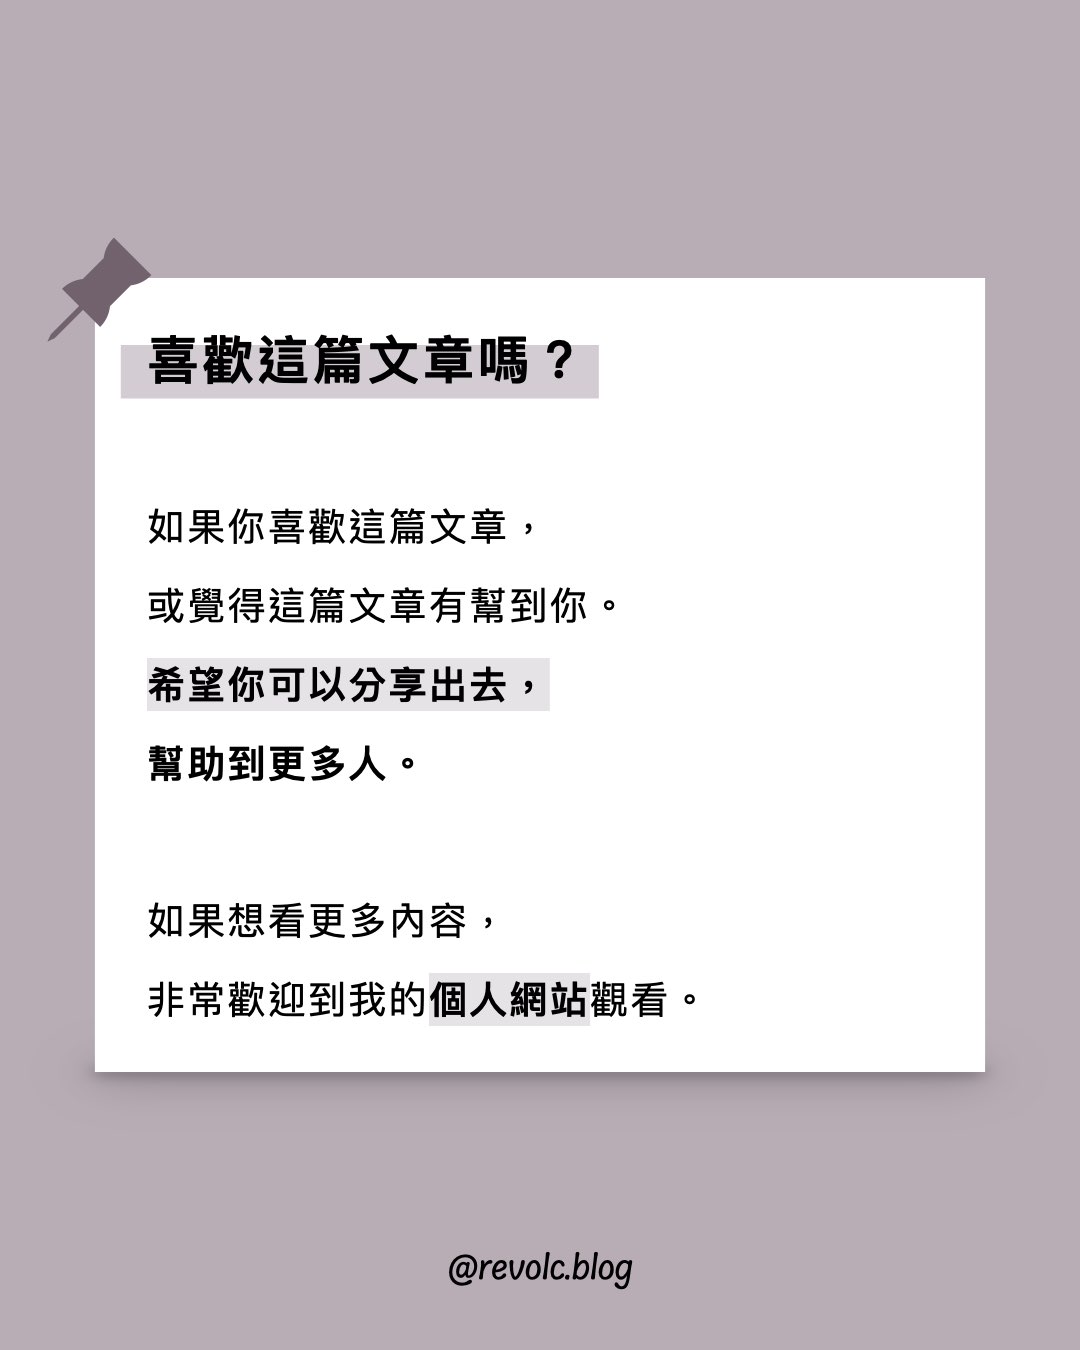 喜歡這篇文章嗎？
如果你喜歡這篇文章，
或覺得這篇文章有幫到你。
希望你可以分享出去，
幫助到更多人。
如果想看更多內容，
非常歡迎到我的個人網站觀看。
@revolc.blog